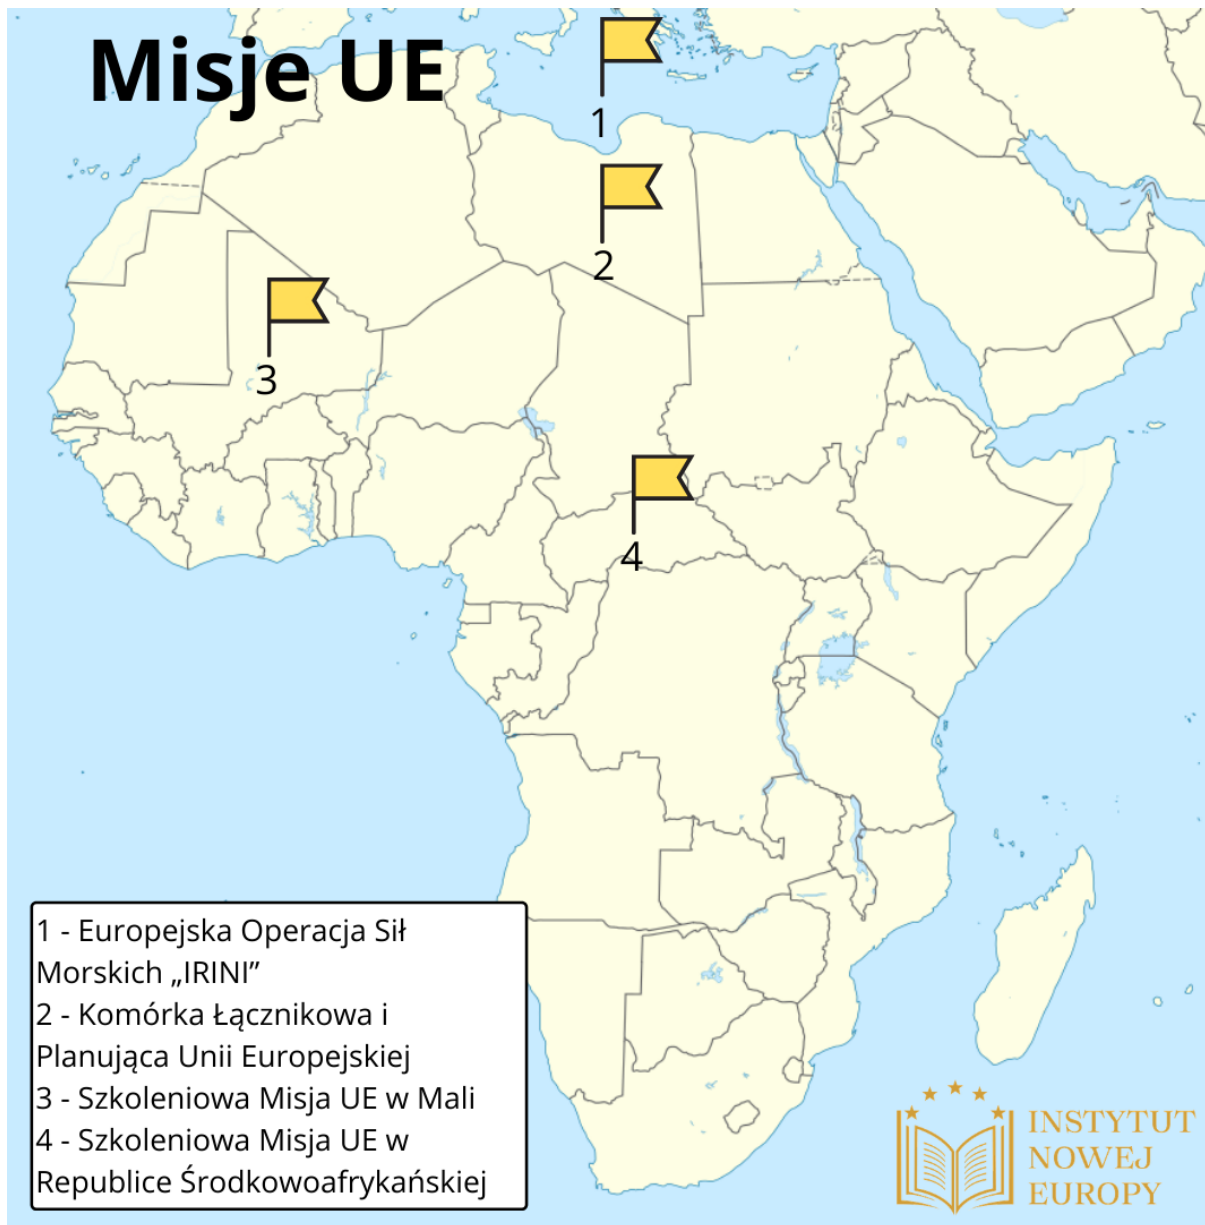 Misje UE
1
2
3
4
1 - Europejska Operacja Sił
Morskich „IRINI”
2 - Komórka Łącznikowa i
Planująca Unii Europejskiej
3 - Szkoleniowa Misja UE w Mali
4 - Szkoleniowa Misja UE w
Republice Środkowoafrykańskiej
INSTYTUT
NOWEJ
EUROPY